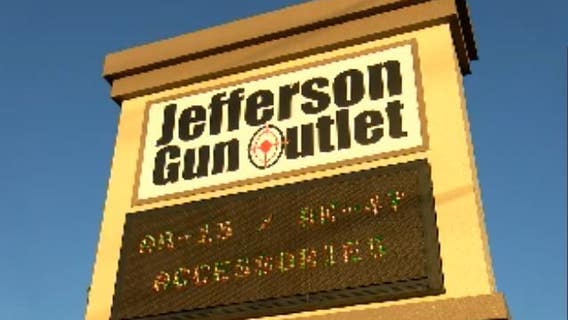 Jefferson
Gun Outlet
AR-15 / AK-47
ACCESSORIES